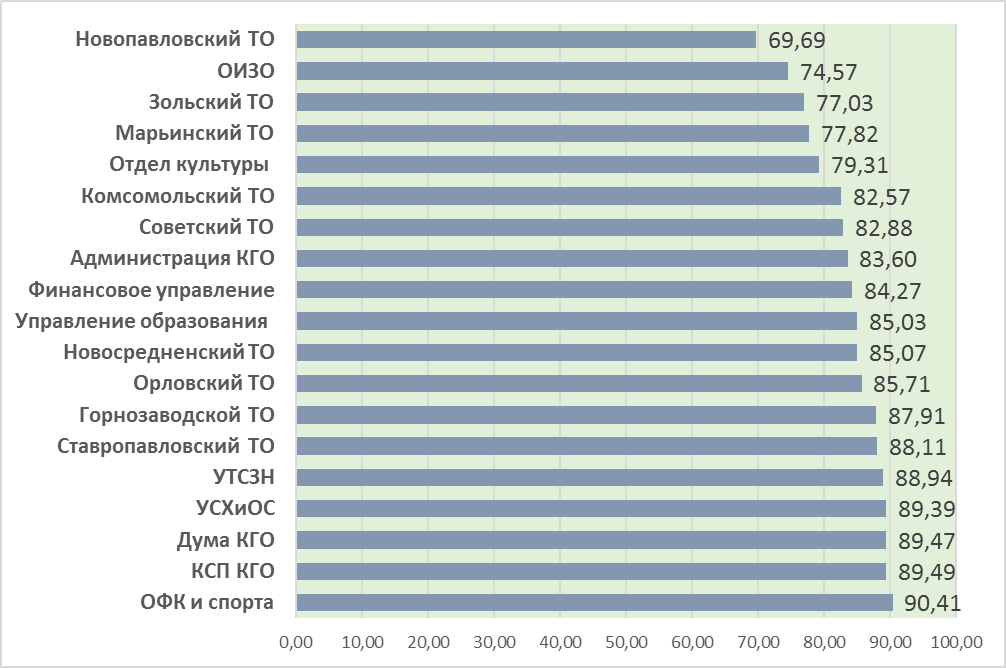 Новопавловский ТО 69,69
ОИЗО 74,57
Зольский ТО 77,03
Марьинский ТО 77,82
Отдел культуры 79,31
Комсомольский ТО 82,57
Советский ТО 82,88
Администрация КГО 83,60
Финансовое управление 84,27
Управление образования 85,03
Новосредненский ТО 85,07
Орловский ТО 85,71
Горнозаводской ТО 87,91
Ставропавловский ТО 88,11
УТСЗН 88,94
УСХиОС 89,39
Дума КГО 89,47
КСП КГО 89,49
ОФК и спорта 90,41
0,00 10,00 20,00 30,00 40,00 50,00 60,00 70,00 80,00 90,00 100,00